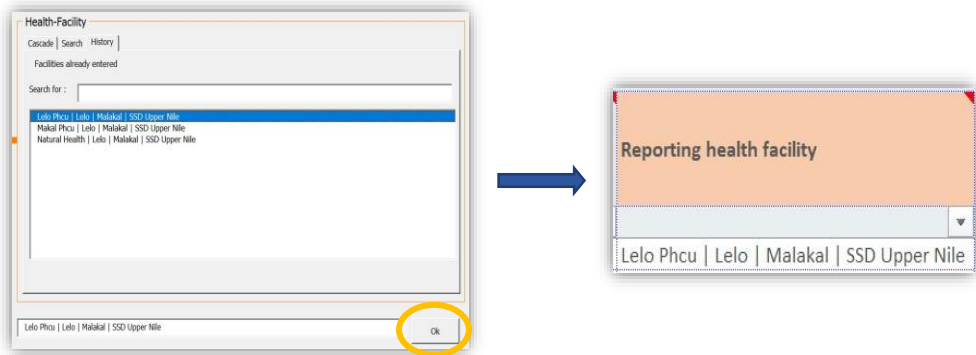 Health-Facility
Cascade | Search History
Facilities already entered
Search for :
Lelo Phcu | Lelo | Malakal | SSD Upper Nile
Makal Phcu | Lelo | Malakal | SSD Upper Nile
Natural Health | Lelo | Malakal | SSD Upper Nile
Lelo Phcu | Lelo | Malakal | SSD Upper Nile
Ok
Reporting health facility
Lelo Phcu | Lelo | Malakal | SSD Upper Nile